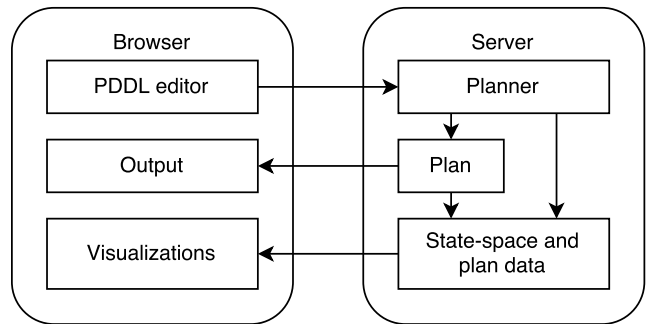 Browser
PDDL editor
Output
Visualizations
Server
Planner
Plan
State-space and
plan data